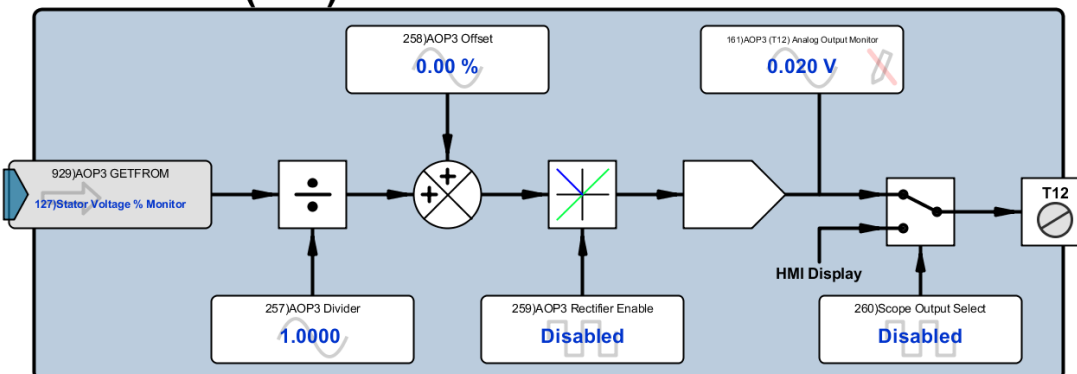 258)AOP3 Offset
0.00 %
161)AOP3 (T12) Analog Output Monitor
0.020 V
929)AOP3 GETFROM
127)Stator Voltage % Monitor
T12
HMI Display
257)AOP3 Divider
1.0000
259)AOP3 Rectifier Enable
Disabled
260)Scope Output Select
Disabled